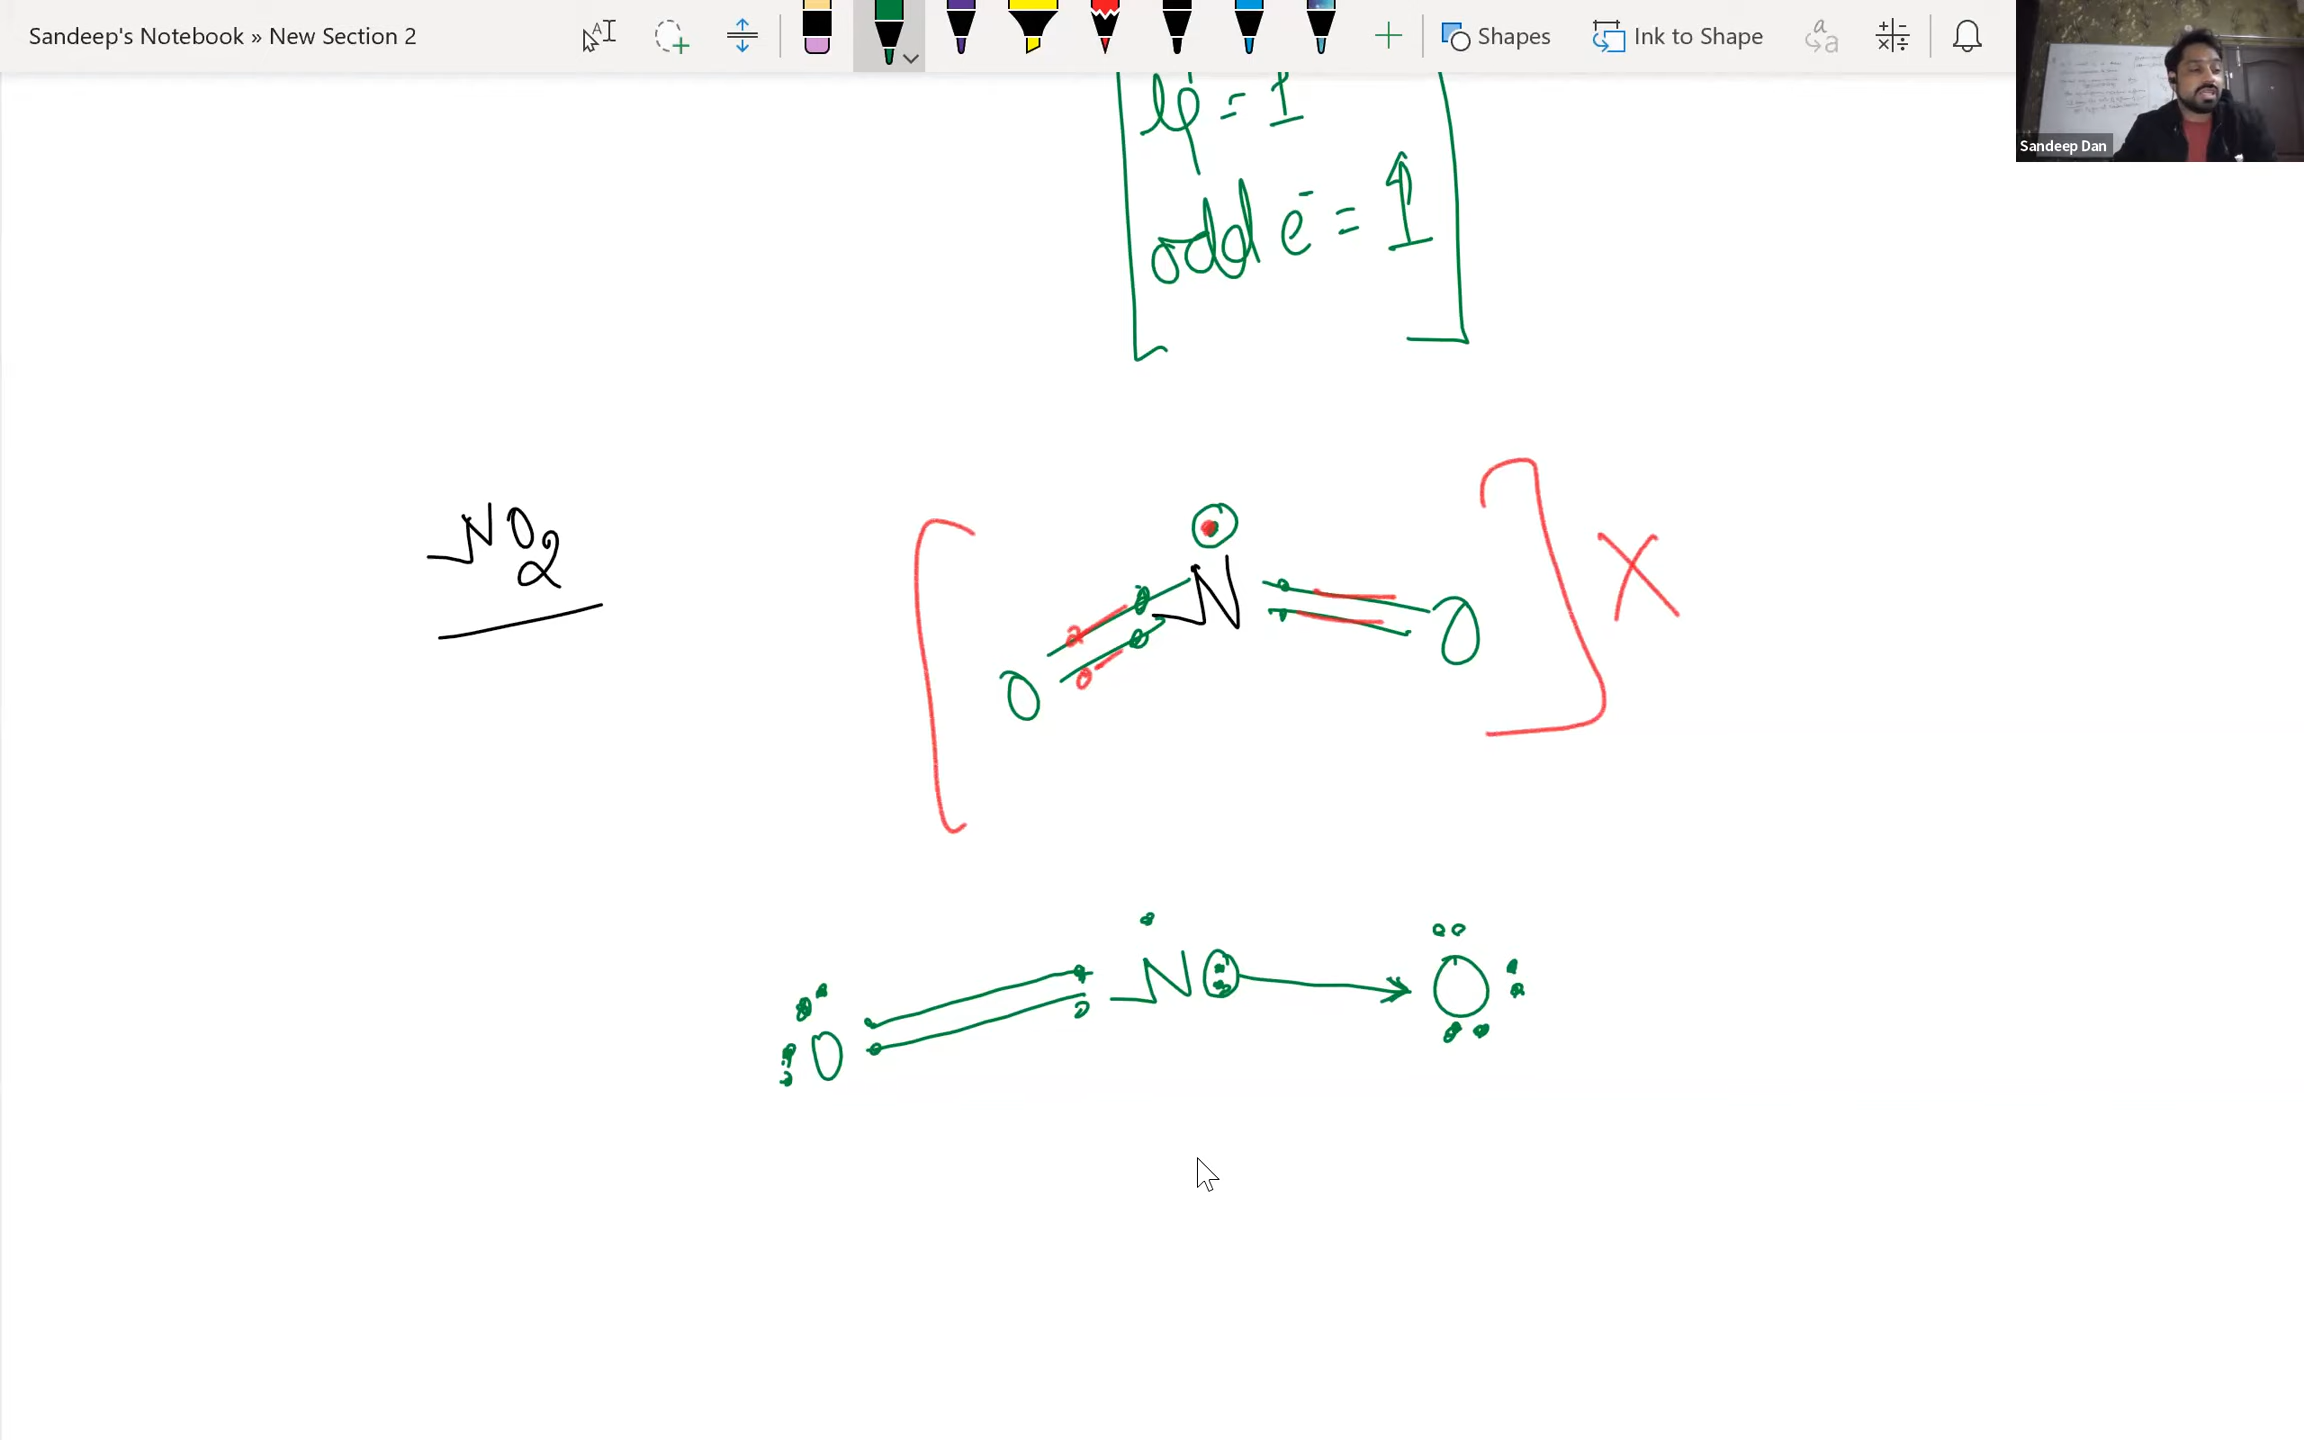 Sandeep's Notebook » New Section 2
Shapes
Ink to Shape
Sandeep Dan
lp = 1
odd e⁻ = 1
NO₂
N
O
O
X
O
N
O